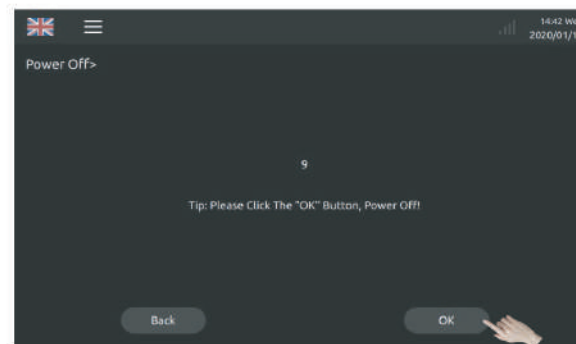 14:42 We
2020/01/1
Power Off>
9
Tip: Please Click The "OK" Button, Power Off!
Back
OK